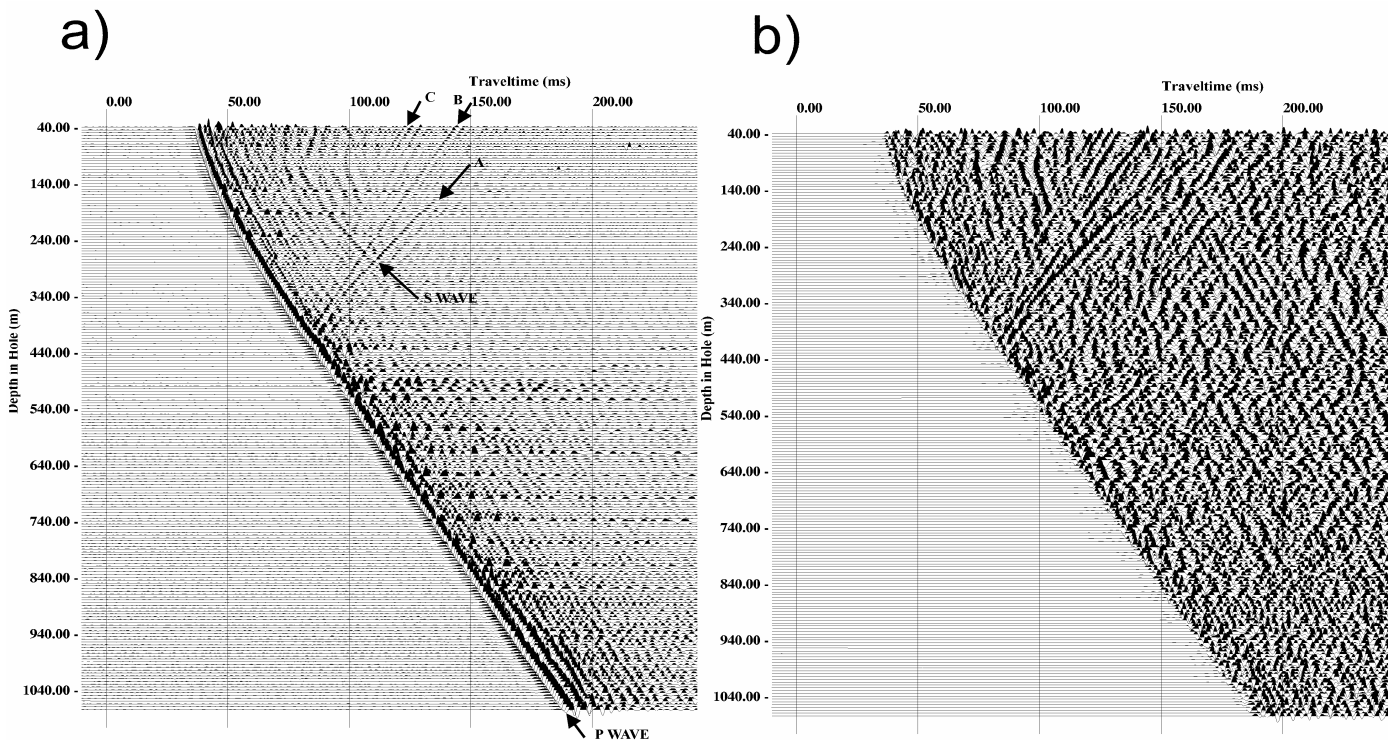 a)
Traveltime (ms)
0.00 50.00 100.00 150.00 200.00
C B
A
S WAVE
P WAVE
Depth in Hole (m)
40.00 -
140.00 -
240.00 -
340.00 -
440.00 -
540.00 -
640.00 -
740.00 -
840.00 -
940.00 -
1040.00 -
b)
Traveltime (ms)
0.00 50.00 100.00 150.00 200.00
Depth in Hole (m)
40.00 -
140.00 -
240.00 -
340.00 -
440.00 -
540.00 -
640.00 -
740.00 -
840.00 -
940.00 -
1040.00 -